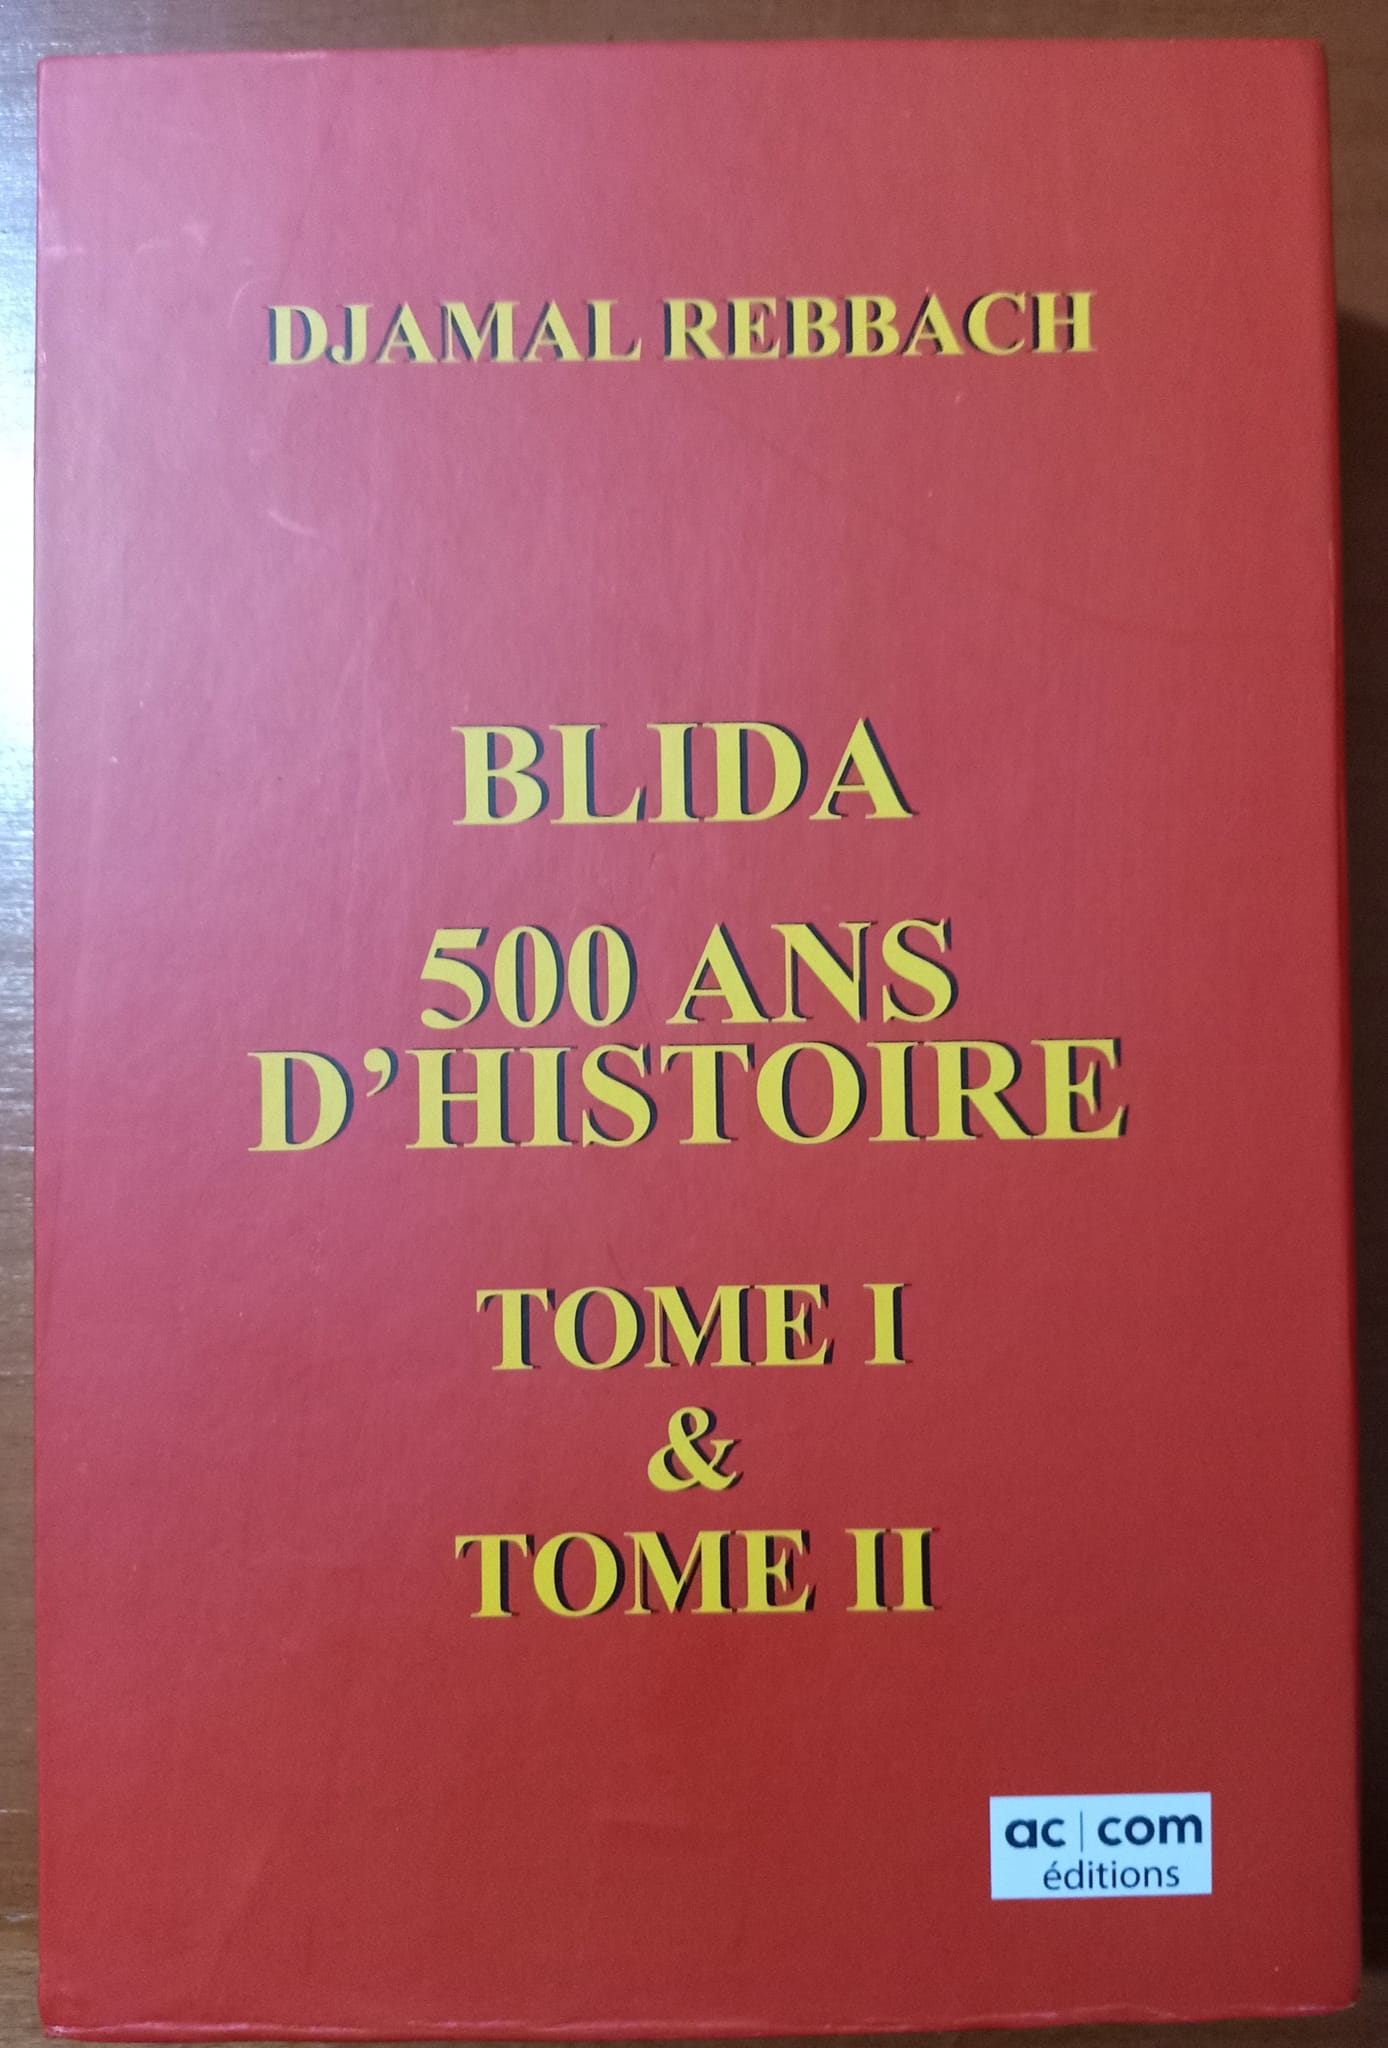 DJAMAL REBBACH
BLIDA
500 ANS
D’HISTOIRE
TOME I
&
TOME II
ac | com
éditions